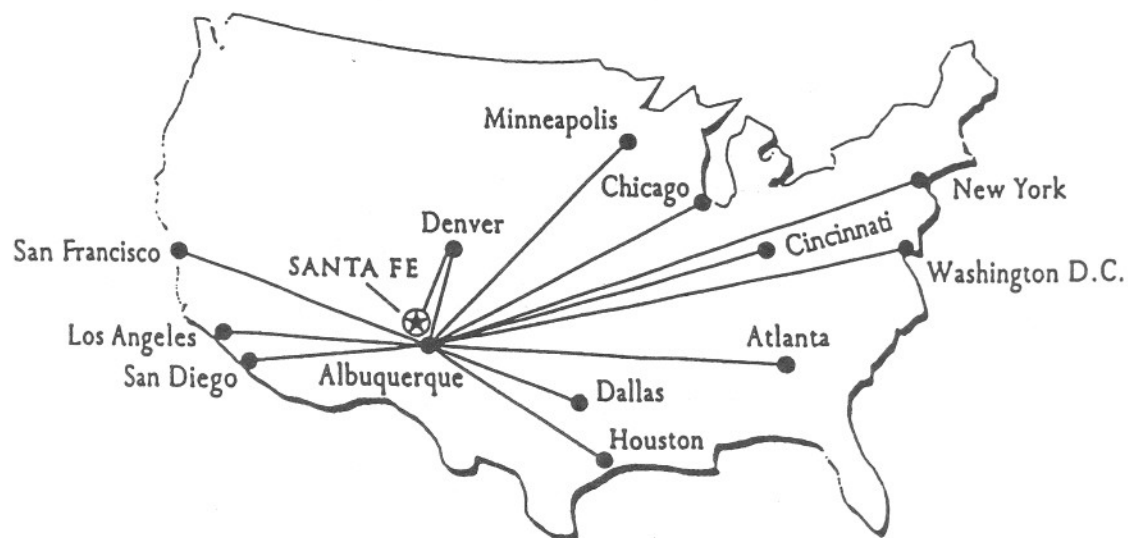 Minneapolis
Chicago
New York
Denver
Cincinnati
San Francisco
SANTA FE
Washington D.C.
Los Angeles
Atlanta
San Diego
Albuquerque
Dallas
Houston